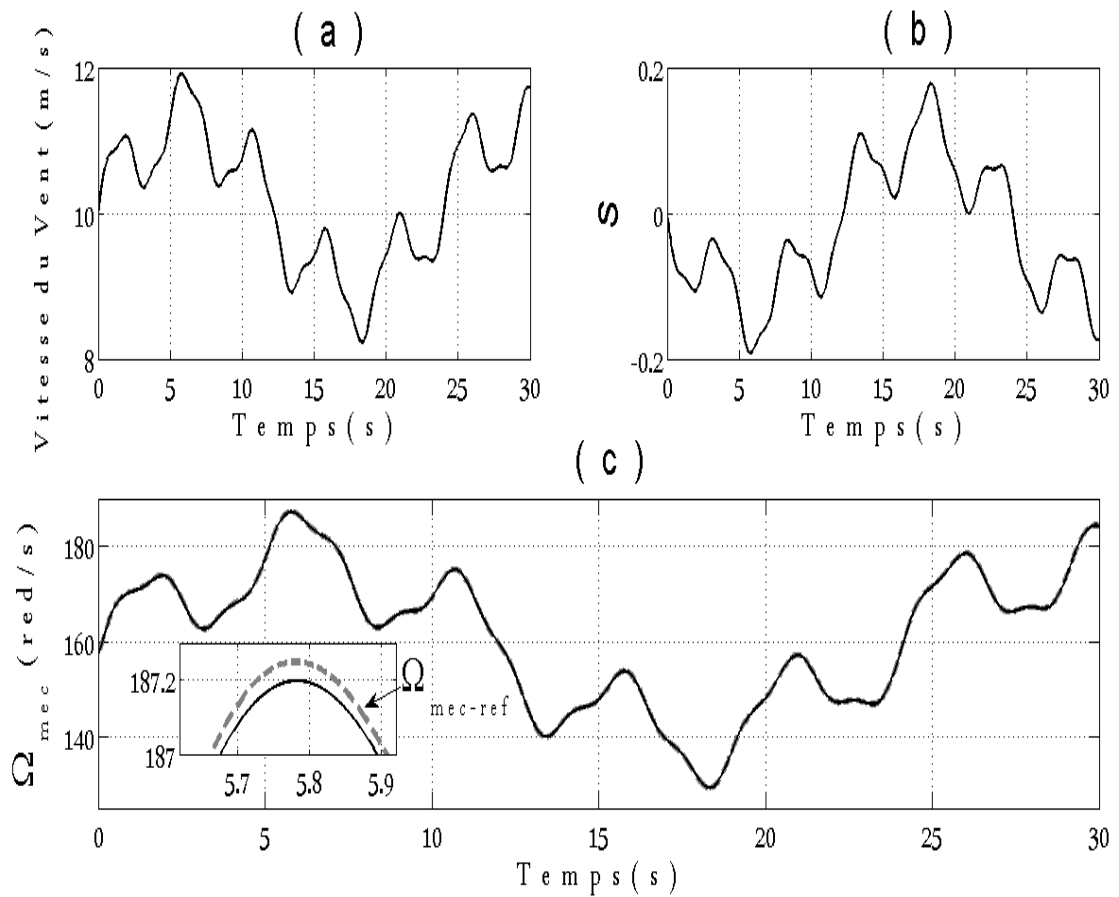 ( a )
Vitesse du Vent(m/s)
12
10
8
0 5 10 15 20 25 30
Temps(s)
( b )
s
0.2
0
-0.2
0 5 10 15 20 25 30
Temps(s)
( c )
Ω mec (red/s)
180
160
140
187.2
187
5.7 5.8 5.9
Ω mec-ref
0 5 10 15 20 25 30
Temps(s)